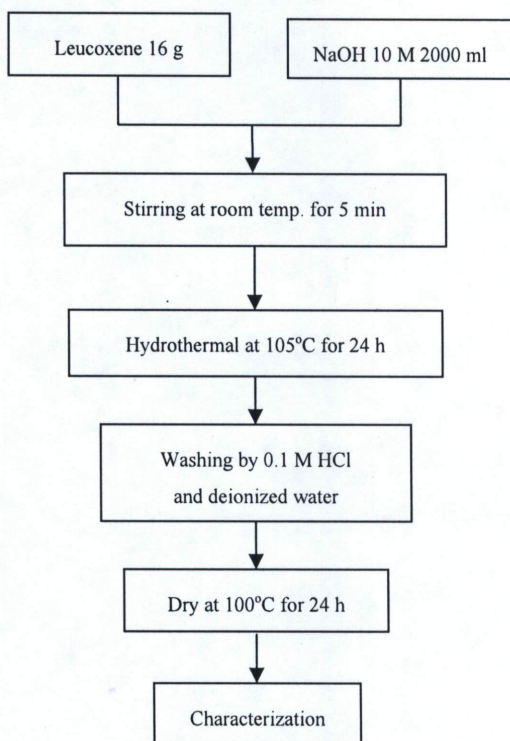 Leucoxene 16 g
NaOH 10 M 2000 ml
Stirring at room temp. for 5 min
Hydrothermal at 105°C for 24 h
Washing by 0.1 M HCl
and deionized water
Dry at 100°C for 24 h
Characterization